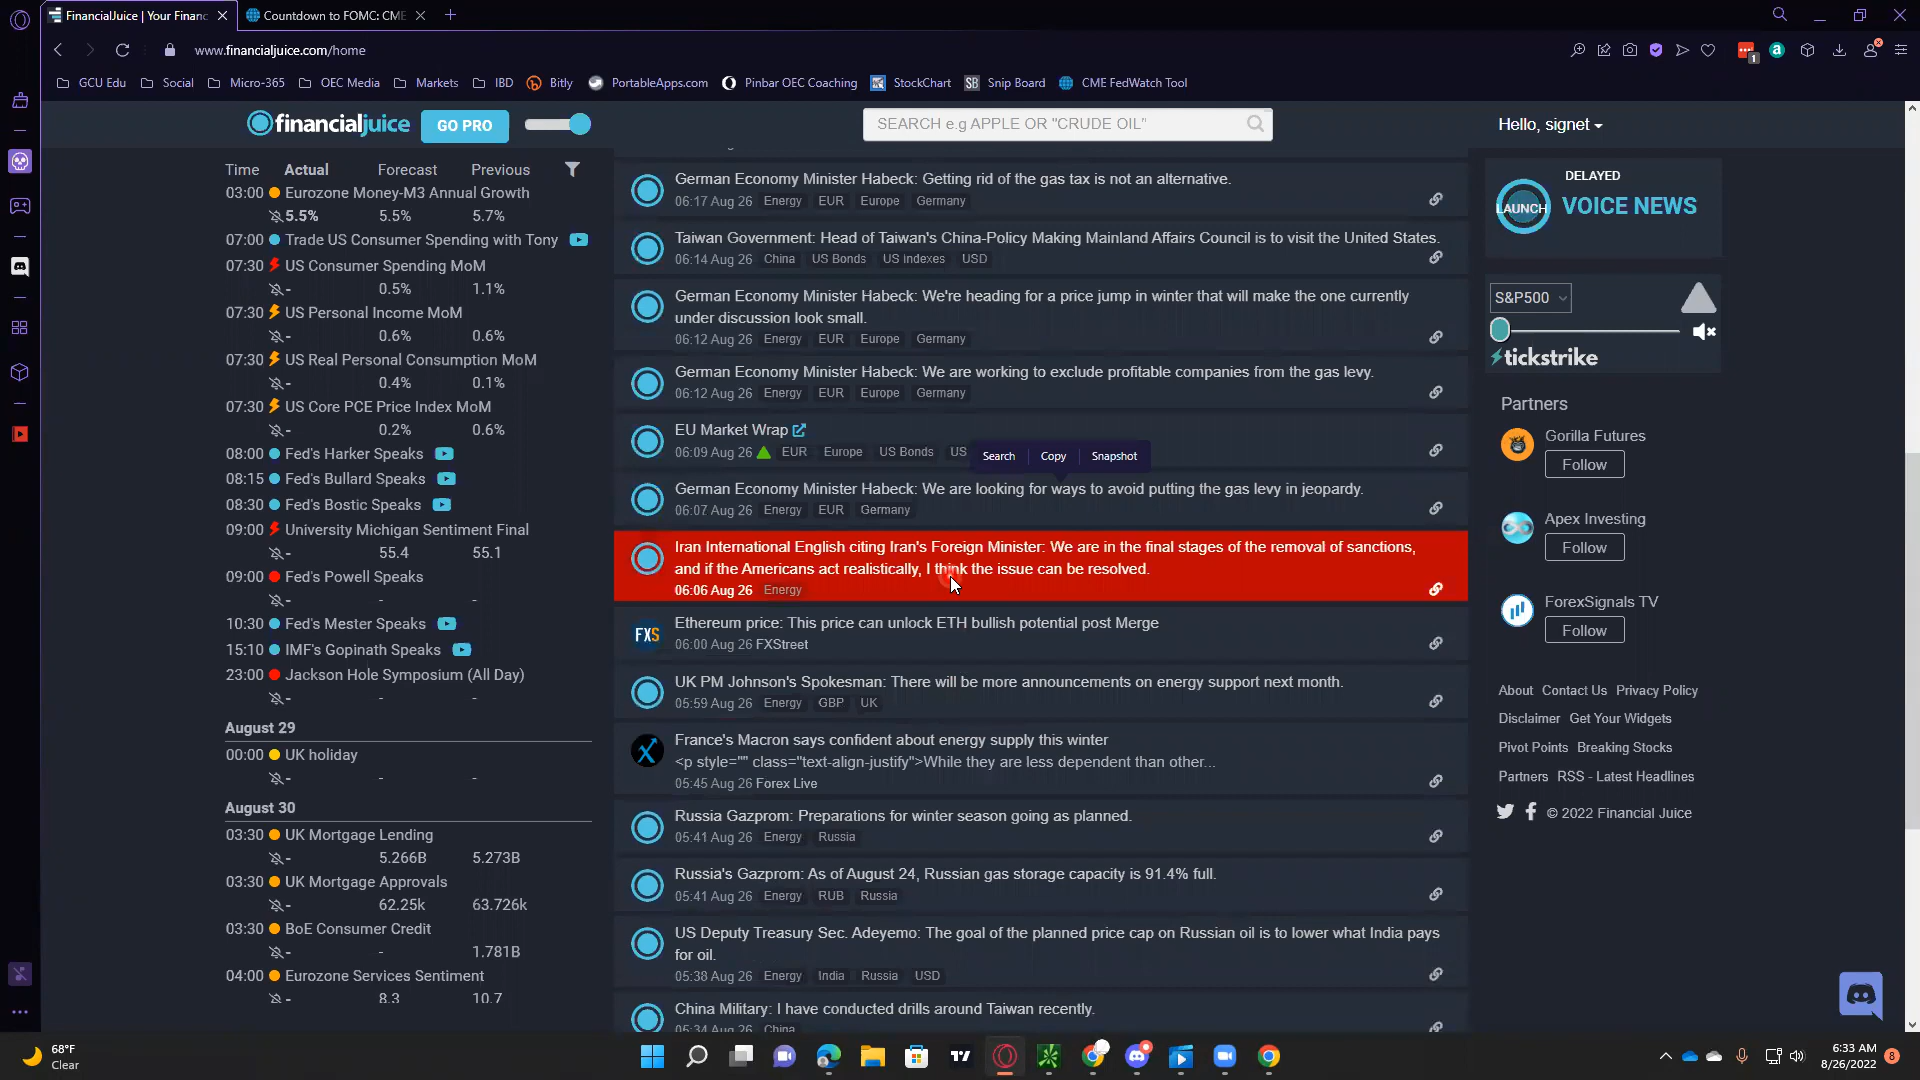 FinancialJuice | Your Financ
Countdown to FOMC: CME
www.financialjuice.com/home
1
GCU Edu
Social
Micro-365
OEC Media
Markets
IBD
Bitly
PortableApps.com
Pinbar OEC Coaching
StockChart
SB Snip Board
CME FedWatch Tool
financialjuice
GO PRO
SEARCH e.g APPLE OR "CRUDE OIL"
Hello, signet
Time Actual Forecast Previous
03:00 Eurozone Money-M3 Annual Growth
5.5% 5.5% 5.7%
07:00 Trade US Consumer Spending with Tony
07:30 US Consumer Spending MoM
- 0.5% 1.1%
07:30 US Personal Income MoM
- 0.6% 0.6%
07:30 US Real Personal Consumption MoM
- 0.4% 0.1%
07:30 US Core PCE Price Index MoM
- 0.2% 0.6%
08:00 Fed's Harker Speaks
08:15 Fed's Bullard Speaks
08:30 Fed's Bostic Speaks
09:00 University Michigan Sentiment Final
- 55.4 55.1
09:00 Fed's Powell Speaks
- - -
10:30 Fed's Mester Speaks
15:10 IMF's Gopinath Speaks
23:00 Jackson Hole Symposium (All Day)
- - -
August 29
00:00 UK holiday
- - -
August 30
03:30 UK Mortgage Lending
- 5.266B 5.273B
03:30 UK Mortgage Approvals
- 62.25k 63.726k
03:30 BoE Consumer Credit
- - 1.781B
04:00 Eurozone Services Sentiment
- 8.3 10.7
German Economy Minister Habeck: Getting rid of the gas tax is not an alternative.
06:17 Aug 26 Energy EUR Europe Germany
Taiwan Government: Head of Taiwan's China-Policy Making Mainland Affairs Council is to visit the United States.
06:14 Aug 26 China US Bonds US Indexes USD
German Economy Minister Habeck: We're heading for a price jump in winter that will make the one currently
under discussion look small.
06:12 Aug 26 Energy EUR Europe Germany
German Economy Minister Habeck: We are working to exclude profitable companies from the gas levy.
06:12 Aug 26 Energy EUR Europe Germany
EU Market Wrap
06:09 Aug 26 EUR Europe US Bonds US
Search Copy Snapshot
German Economy Minister Habeck: We are looking for ways to avoid putting the gas levy in jeopardy.
06:07 Aug 26 Energy EUR Germany
Iran International English citing Iran's Foreign Minister: We are in the final stages of the removal of sanctions,
and if the Americans act realistically, I think the issue can be resolved.
06:06 Aug 26 Energy
FXS
Ethereum price: This price can unlock ETH bullish potential post Merge
06:00 Aug 26 FXStreet
UK PM Johnson's Spokesman: There will be more announcements on energy support next month.
05:59 Aug 26 Energy GBP UK
France's Macron says confident about energy supply this winter
<p style="" class="text-align-justify">While they are less dependent than other...
05:45 Aug 26 Forex Live
Russia Gazprom: Preparations for winter season going as planned.
05:41 Aug 26 Energy Russia
Russia's Gazprom: As of August 24, Russian gas storage capacity is 91.4% full.
05:41 Aug 26 Energy RUB Russia
US Deputy Treasury Sec. Adeyemo: The goal of the planned price cap on Russian oil is to lower what India pays
for oil.
05:38 Aug 26 Energy India Russia USD
China Military: I have conducted drills around Taiwan recently.
05:34 Aug 26 China
DELAYED
LAUNCH VOICE NEWS
S&P500
tickstrike
Partners
Gorilla Futures
Follow
Apex Investing
Follow
ForexSignals TV
Follow
About Contact Us Privacy Policy
Disclaimer Get Your Widgets
Pivot Points Breaking Stocks
Partners RSS - Latest Headlines
© 2022 Financial Juice
68°F
Clear
6:33 AM
8/26/2022
8